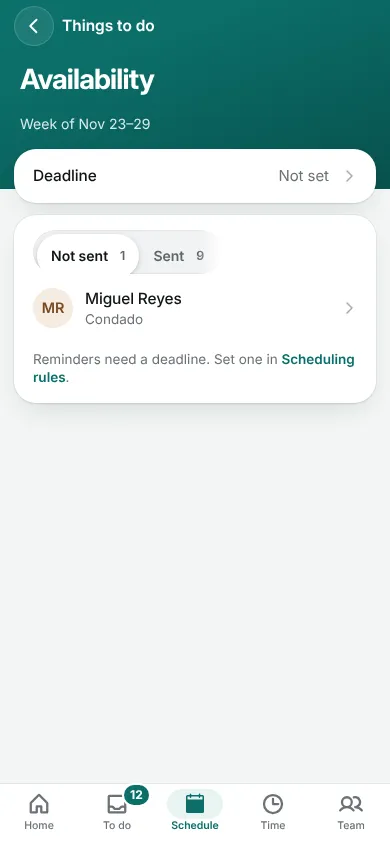 Things to do
Availability
Week of Nov 23–29
Deadline
Not set
Not sent 1
Sent 9
MR
Miguel Reyes
Condado
Reminders need a deadline. Set one in Scheduling
rules.
12
Home
To do
Schedule
Time
Team